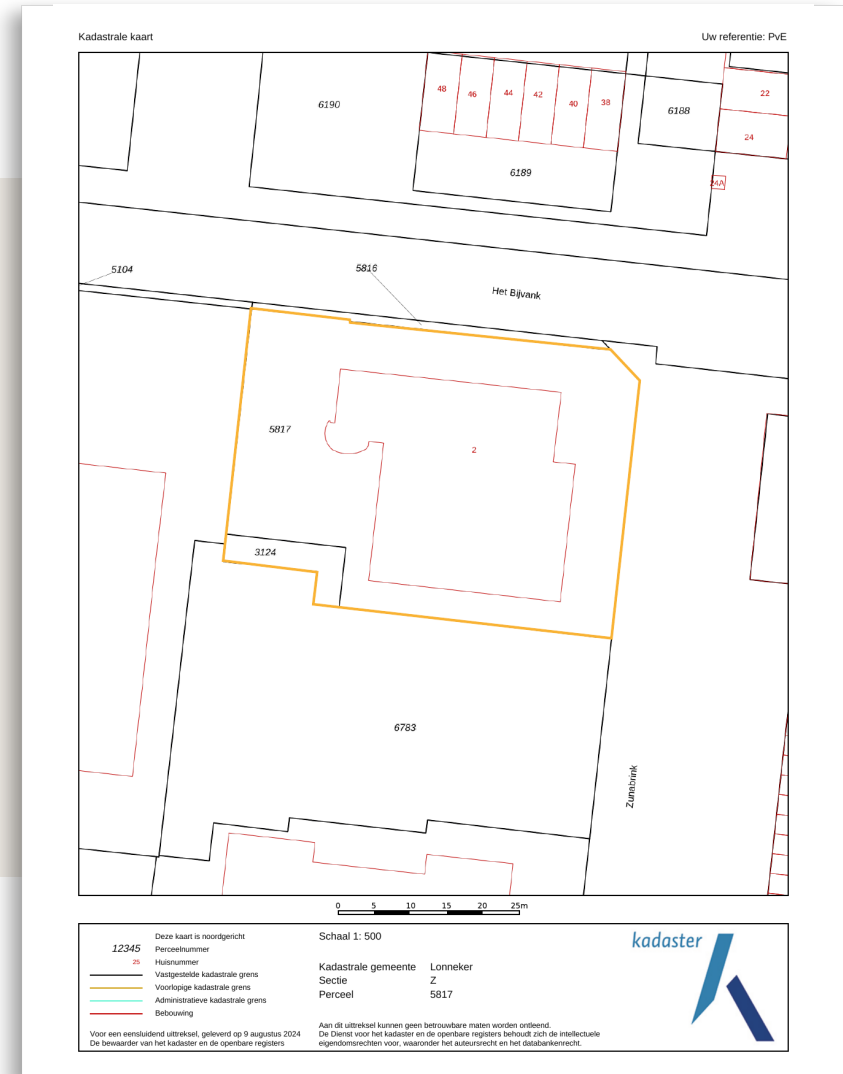 Kadastrale kaart
Uw referentie: PvE
48
46
44
42
40
38
22
24
24A
6190
6188
6189
5104
5816
Het Bijvank
5817
2
3124
6783
Zunabrink
0 5 10 15 20 25m
Deze kaart is noordgericht
12345 Perceelnummer
25 Huisnummer
Vastgestelde kadastrale grens
Voorlopige kadastrale grens
Administratieve kadastrale grens
Bebouwing
Voor een eensluidend uittreksel, geleverd op 9 augustus 2024
De bewaarder van het kadaster en de openbare registers
Schaal 1: 500
Kadastrale gemeente Lonneker
Sectie Z
Perceel 5817
Aan dit uittreksel kunnen geen betrouwbare maten worden ontleend.
De Dienst voor het kadaster en de openbare registers behoudt zich de intellectuele
eigendomsrechten voor, waaronder het auteursrecht en het databankenrecht.
kadaster